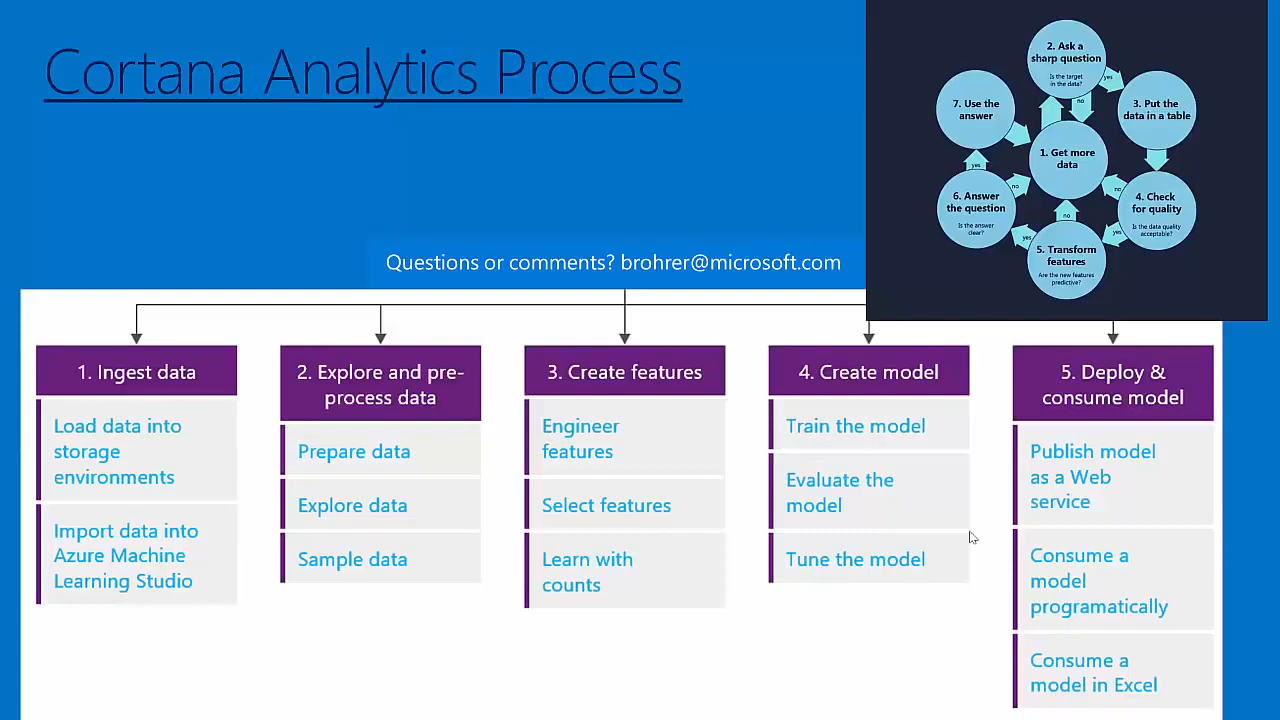 Cortana Analytics Process
2. Ask a
sharp question
Is the target
in the data?
yes
no
7. Use the
answer
3. Put the
data in a table
1. Get more
data
yes
no
no
6. Answer
the question
Is the answer
clear?
4. Check
for quality
Is the data quality
acceptable?
no
yes
yes
5. Transform
features
Are the new features
predictive?
Questions or comments? brohrer@microsoft.com
1. Ingest data
Load data into
storage
environments
Import data into
Azure Machine
Learning Studio
2. Explore and pre-
process data
Prepare data
Explore data
Sample data
3. Create features
Engineer
features
Select features
Learn with
counts
4. Create model
Train the model
Evaluate the
model
Tune the model
5. Deploy &
consume model
Publish model
as a Web
service
Consume a
model
programatically
Consume a
model in Excel